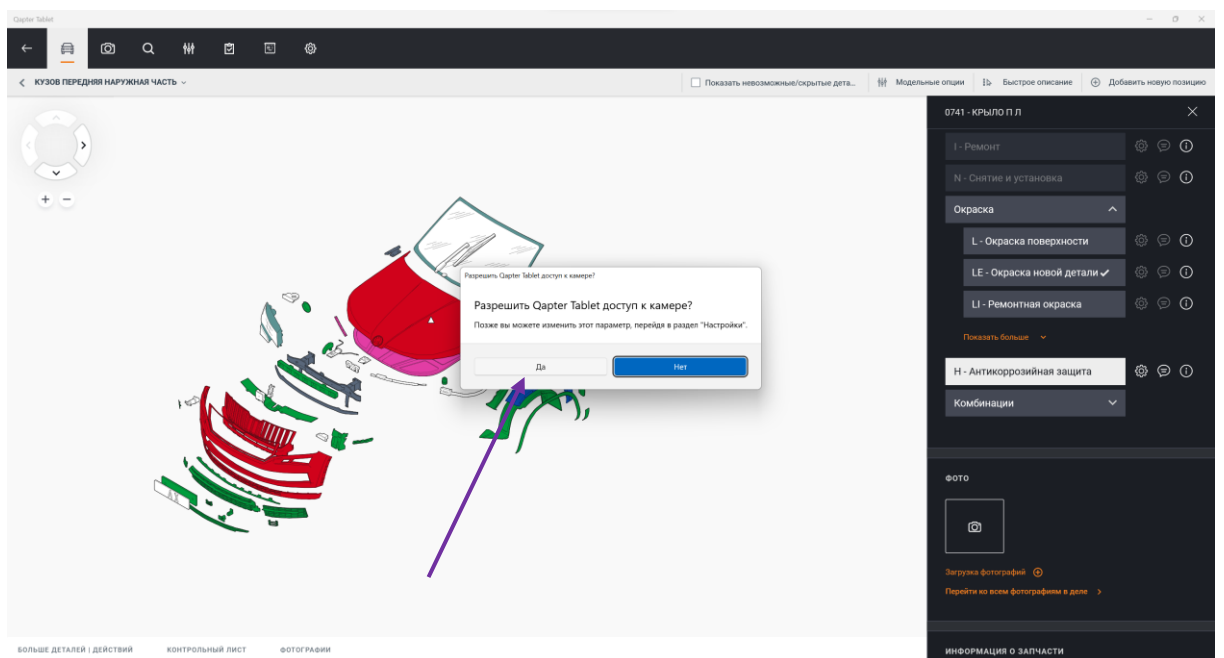 Qapter Tablet
КУЗОВ ПЕРЕДНЯЯ НАРУЖНАЯ ЧАСТЬ
Показать невозможные/скрытые дета...
Модельные опции
Быстрое описание
Добавить новую позицию
0741 - КРЫЛО П Л
I - Ремонт
N - Снятие и установка
Окраска
L - Окраска поверхности
LE - Окраска новой детали
LI - Ремонтная окраска
Показать больше
H - Антикоррозийная защита
Комбинации
ФОТО
Загрузка фотографий
Перейти ко всем фотографиям в деле
ИНФОРМАЦИЯ О ЗАПЧАСТИ
Разрешить Qapter Tablet доступ к камере?
Разрешить Qapter Tablet доступ к камере?
Позже вы можете изменить этот параметр, перейдя в раздел "Настройки".
Да
Нет
БОЛЬШЕ ДЕТАЛЕЙ | ДЕЙСТВИЙ
КОНТРОЛЬНЫЙ ЛИСТ
ФОТОГРАФИИ